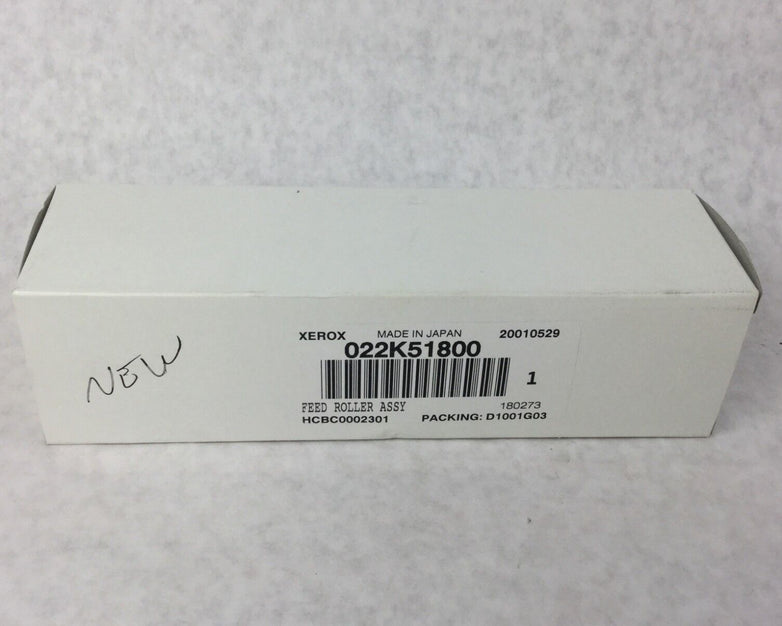 NEW
XEROX MADE IN JAPAN 20010529
022K51800
1
FEED ROLLER ASSY 180273
HCBC0002301 PACKING: D1001G03